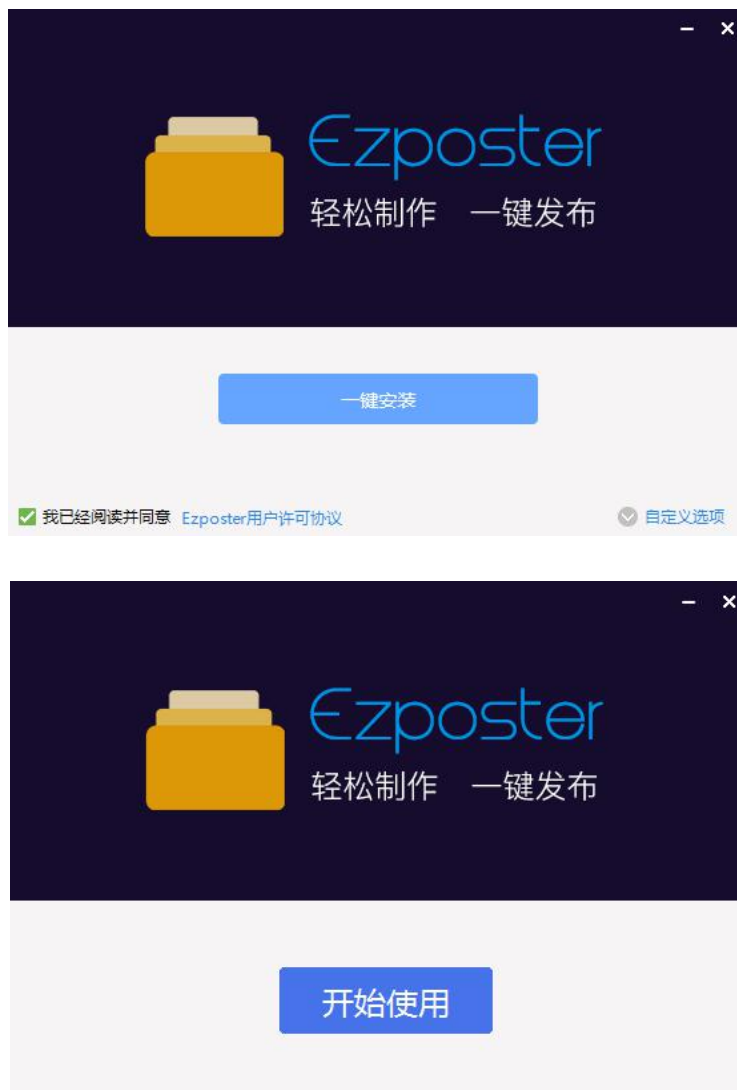 Ezposter
轻松制作 一键发布
一键安装
我已经阅读并同意 Ezposter用户许可协议 自定义选项
Ezposter
轻松制作 一键发布
开始使用